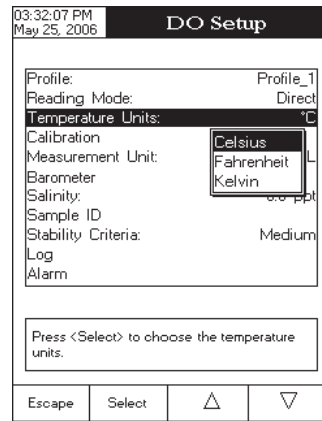 03:32:07 PM
May 25, 2006
DO Setup
Profile: Profile_1
Reading Mode: Direct
Temperature Units: °C
Calibration
Measurement Unit: L
Barometer
Salinity: ppt
Sample ID
Stability Criteria: Medium
Log
Alarm
Celsius
Fahrenheit
Kelvin
Press <Select> to choose the temperature
units.
Escape Select △ ▽